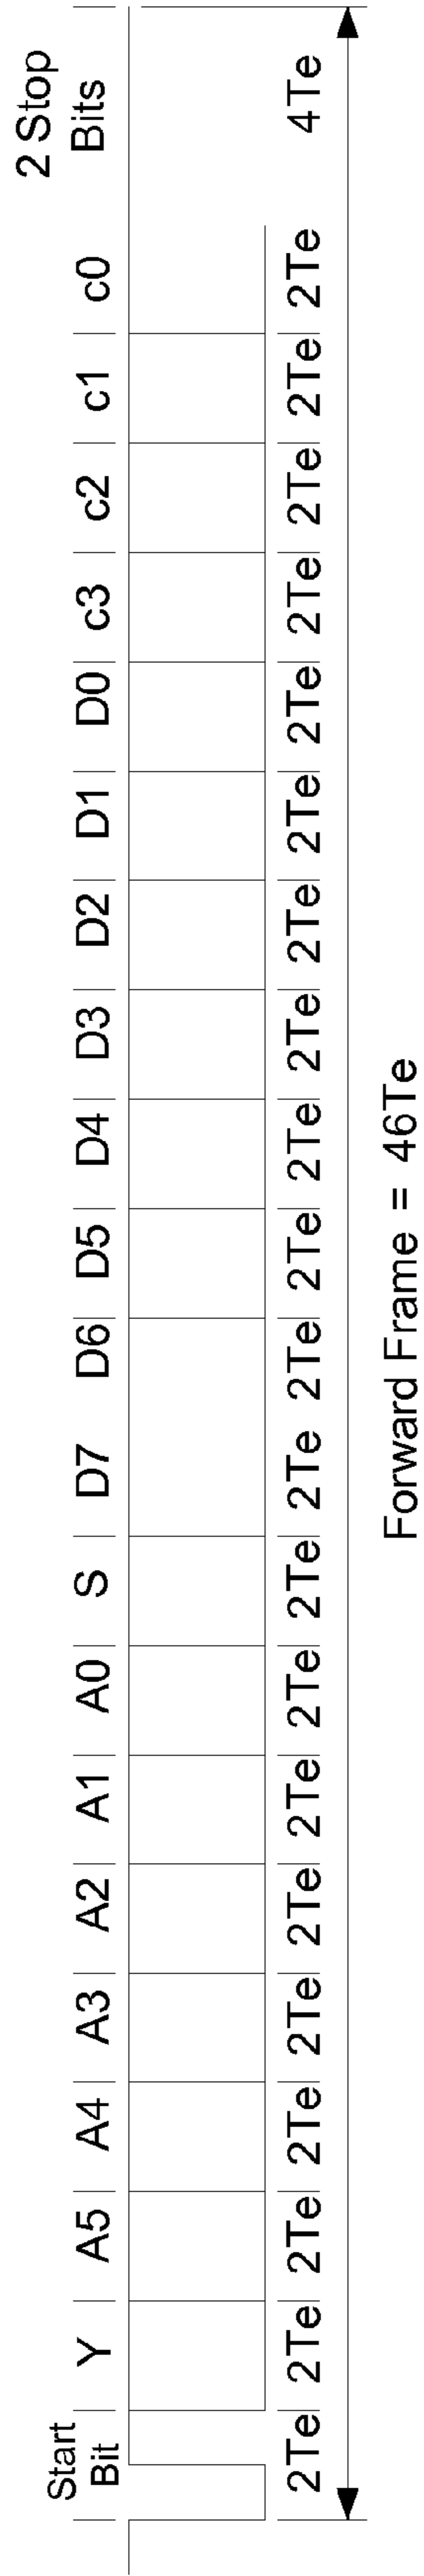 Start 2 Stop
Bit Y A5 A4 A3 A2 A1 A0 S D7 D6 D5 D4 D3 D2 D1 D0 c3 c2 c1 c0 Bits
2Te 2Te 2Te 2Te 2Te 2Te 2Te 2Te 2Te 2Te 2Te 2Te 2Te 2Te 2Te 2Te 2Te 2Te 2Te 2Te 2Te 4Te
Forward Frame = 46Te